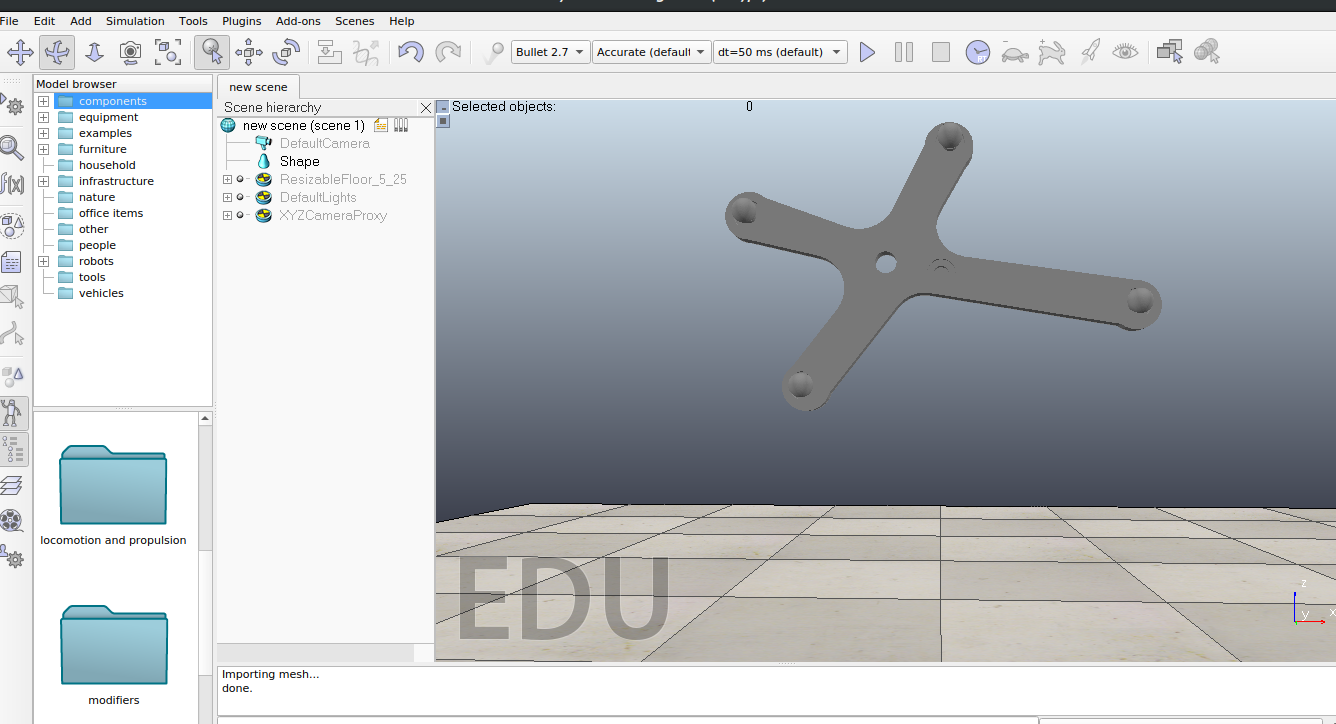 File Edit Add Simulation Tools Plugins Add-ons Scenes Help
Bullet 2.7 Accurate (defaul dt=50 ms (default)
Model browser
components
equipment
examples
furniture
household
infrastructure
nature
office items
other
people
robots
tools
vehicles
locomotion and propulsion
modifiers
new scene
Scene hierarchy
new scene (scene 1)
DefaultCamera
Shape
ResizableFloor_5_25
DefaultLights
XYZCameraProxy
Selected objects: 0
EDU
z
y
x
Importing mesh...
done.
f(x)